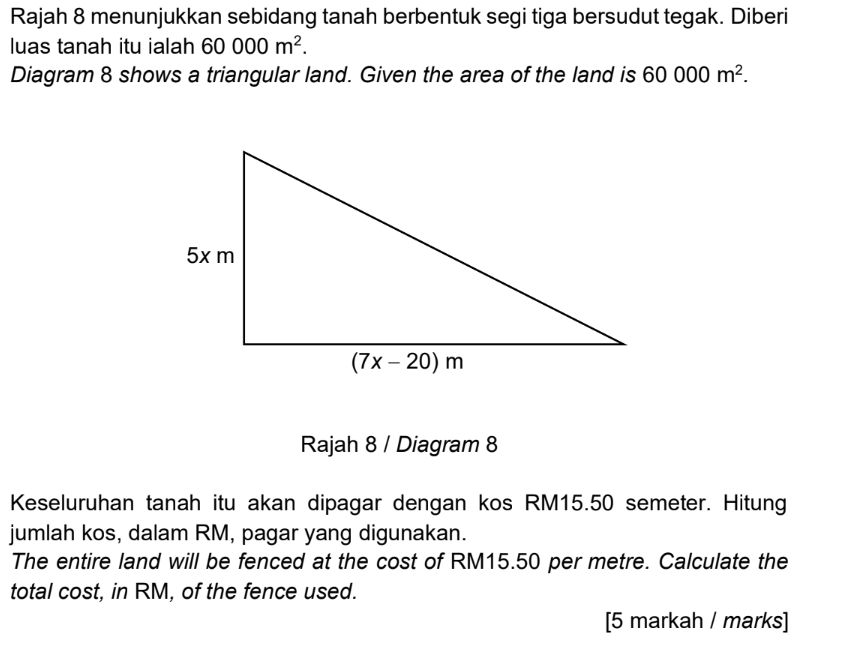 Rajah 8 menunjukkan sebidang tanah berbentuk segi tiga bersudut tegak. Diberi
luas tanah itu ialah 60 000 m².
Diagram 8 shows a triangular land. Given the area of the land is 60 000 m².
5x m
(7x – 20) m
Rajah 8 / Diagram 8
Keseluruhan tanah itu akan dipagar dengan kos RM15.50 semeter. Hitung
jumlah kos, dalam RM, pagar yang digunakan.
The entire land will be fenced at the cost of RM15.50 per metre. Calculate the
total cost, in RM, of the fence used.
[5 markah / marks]